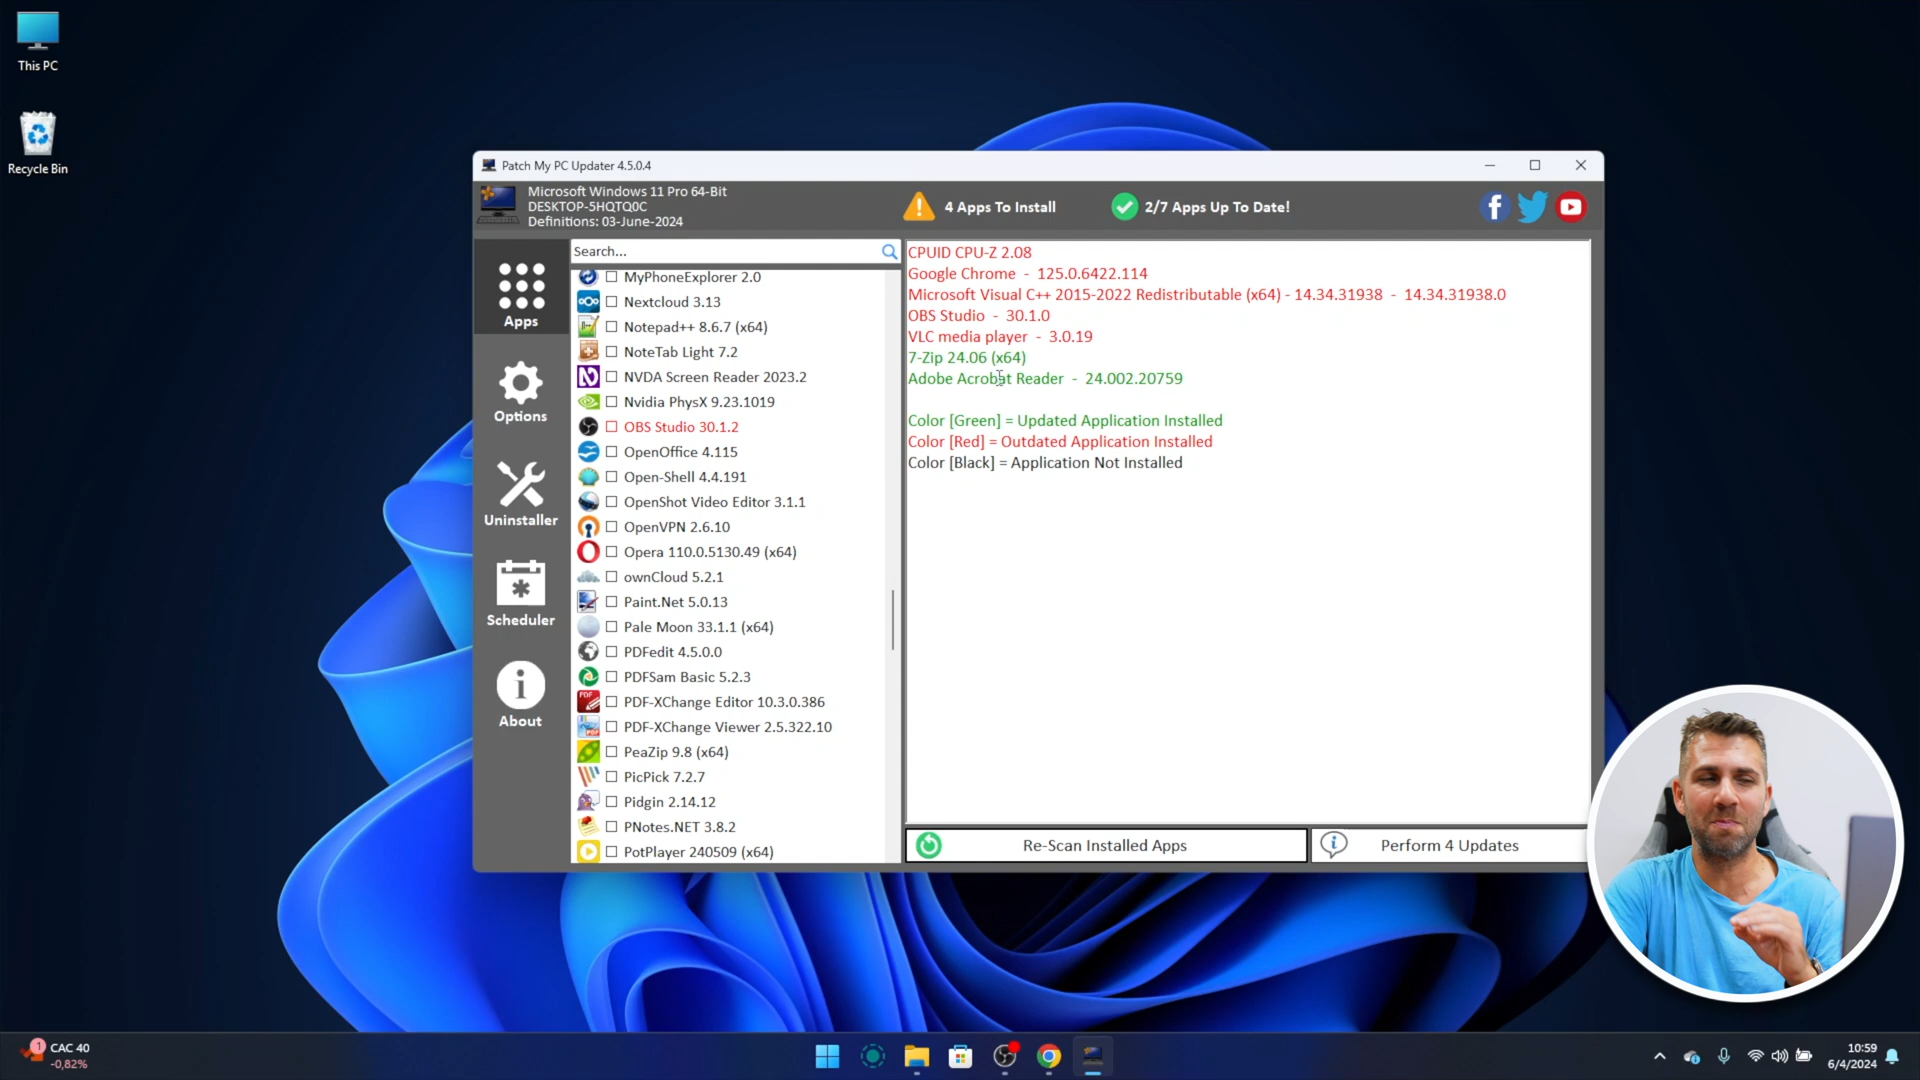 This PC
Recycle Bin
Patch My PC Updater 4.5.0.4
Microsoft Windows 11 Pro 64-Bit
DESKTOP-5HQTQ0C
Definitions: 03-June-2024
4 Apps To Install
2/7 Apps Up To Date!
Apps
Options
Uninstaller
Scheduler
About
Search...
MyPhoneExplorer 2.0
Nextcloud 3.13
Notepad++ 8.6.7 (x64)
NoteTab Light 7.2
NVDA Screen Reader 2023.2
Nvidia PhysX 9.23.1019
OBS Studio 30.1.2
OpenOffice 4.115
Open-Shell 4.4.191
OpenShot Video Editor 3.1.1
OpenVPN 2.6.10
Opera 110.0.5130.49 (x64)
ownCloud 5.2.1
Paint.Net 5.0.13
Pale Moon 33.1.1 (x64)
PDFedit 4.5.0.0
PDFSam Basic 5.2.3
PDF-XChange Editor 10.3.0.386
PDF-XChange Viewer 2.5.322.10
PeaZip 9.8 (x64)
PicPick 7.2.7
Pidgin 2.14.12
PNotes.NET 3.8.2
PotPlayer 240509 (x64)
CPUID CPU-Z 2.08
Google Chrome - 125.0.6422.114
Microsoft Visual C++ 2015-2022 Redistributable (x64) - 14.34.31938 - 14.34.31938.0
OBS Studio - 30.1.0
VLC media player - 3.0.19
7-Zip 24.06 (x64)
Adobe Acrobat Reader - 24.002.20759
Color [Green] = Updated Application Installed
Color [Red] = Outdated Application Installed
Color [Black] = Application Not Installed
Re-Scan Installed Apps
Perform 4 Updates
1
CAC 40
-0,82%
10:59
6/4/2024